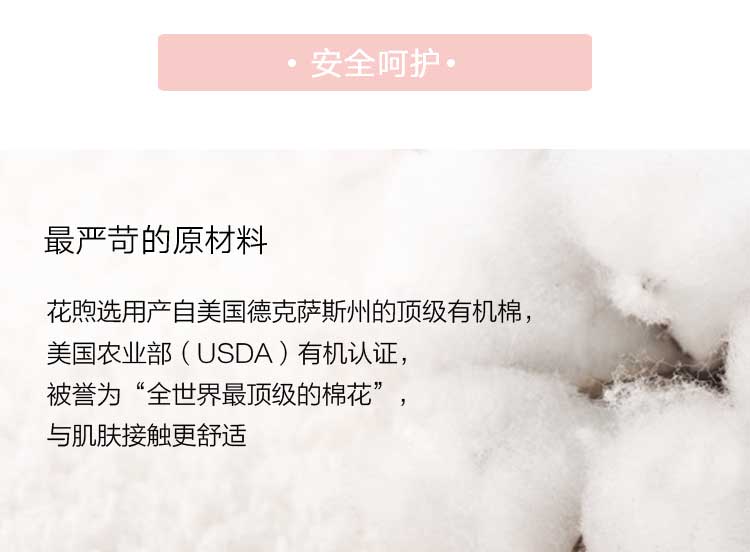 • 安全呵护 •
最严苛的原材料
花煦选用产自美国德克萨斯州的顶级有机棉，
美国农业部（USDA）有机认证，
被誉为“全世界最顶级的棉花”，
与肌肤接触更舒适